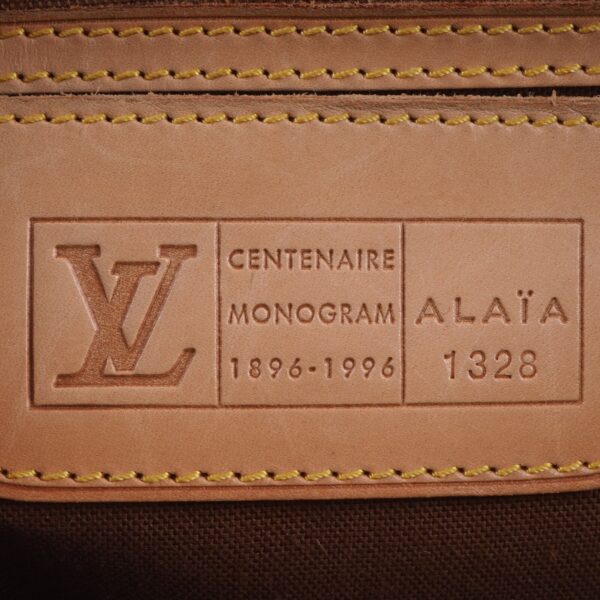 LV
CENTENAIRE
MONOGRAM
1896-1996
ALAÏA
1328